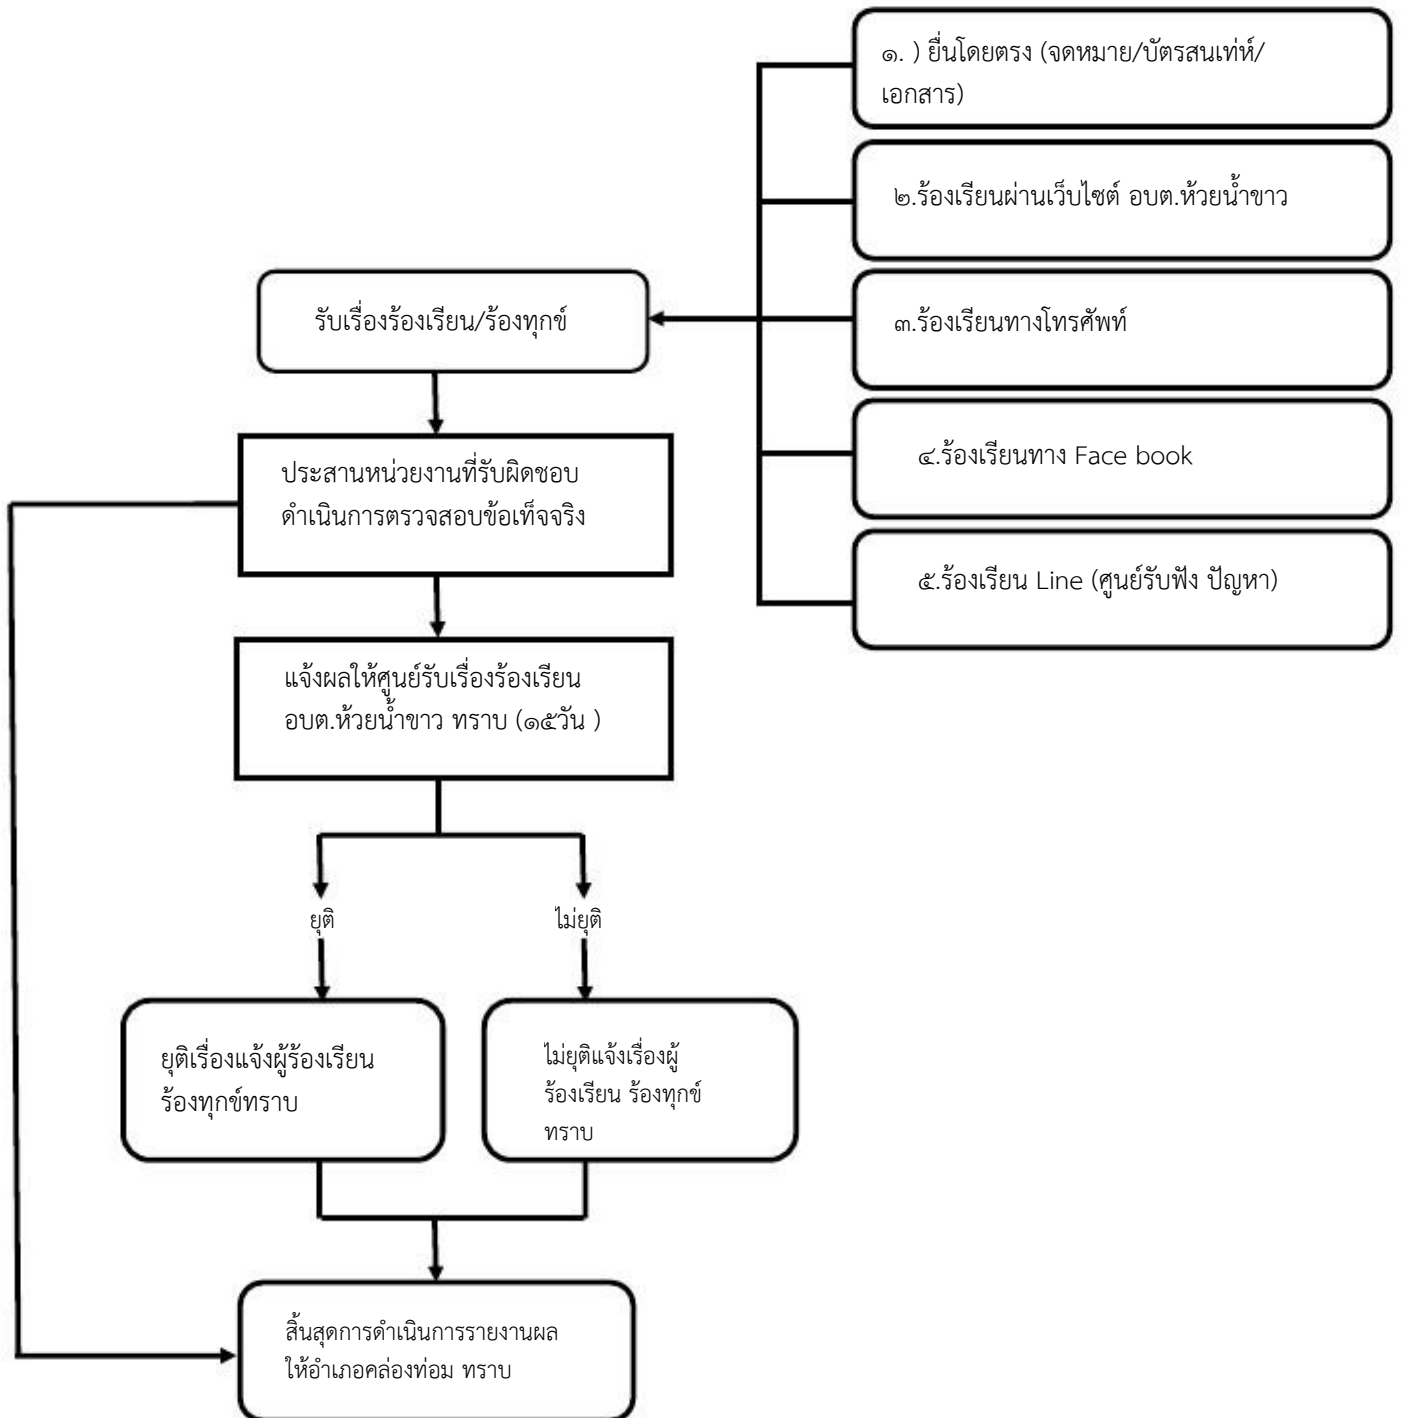 ๑. ) ยื่นโดยตรง (จดหมาย/บัตรสนเท่ห์/
เอกสาร)
๒.ร้องเรียนผ่านเว็บไซต์ อบต.ห้วยน้ำขาว
รับเรื่องร้องเรียน/ร้องทุกข์
๓.ร้องเรียนทางโทรศัพท์
๔.ร้องเรียนทาง Face book
๕.ร้องเรียน Line (ศูนย์รับฟัง ปัญหา)
ประสานหน่วยงานที่รับผิดชอบ
ดำเนินการตรวจสอบข้อเท็จจริง
แจ้งผลให้ศูนย์รับเรื่องร้องเรียน
อบต.ห้วยน้ำขาว ทราบ (๑๕วัน )
ยุติ
ไม่ยุติ
ยุติเรื่องแจ้งผู้ร้องเรียน
ร้องทุกข์ทราบ
ไม่ยุติแจ้งเรื่องผู้
ร้องเรียน ร้องทุกข์
ทราบ
สิ้นสุดการดำเนินการรายงานผล
ให้อำเภอคล่องท่อม ทราบ